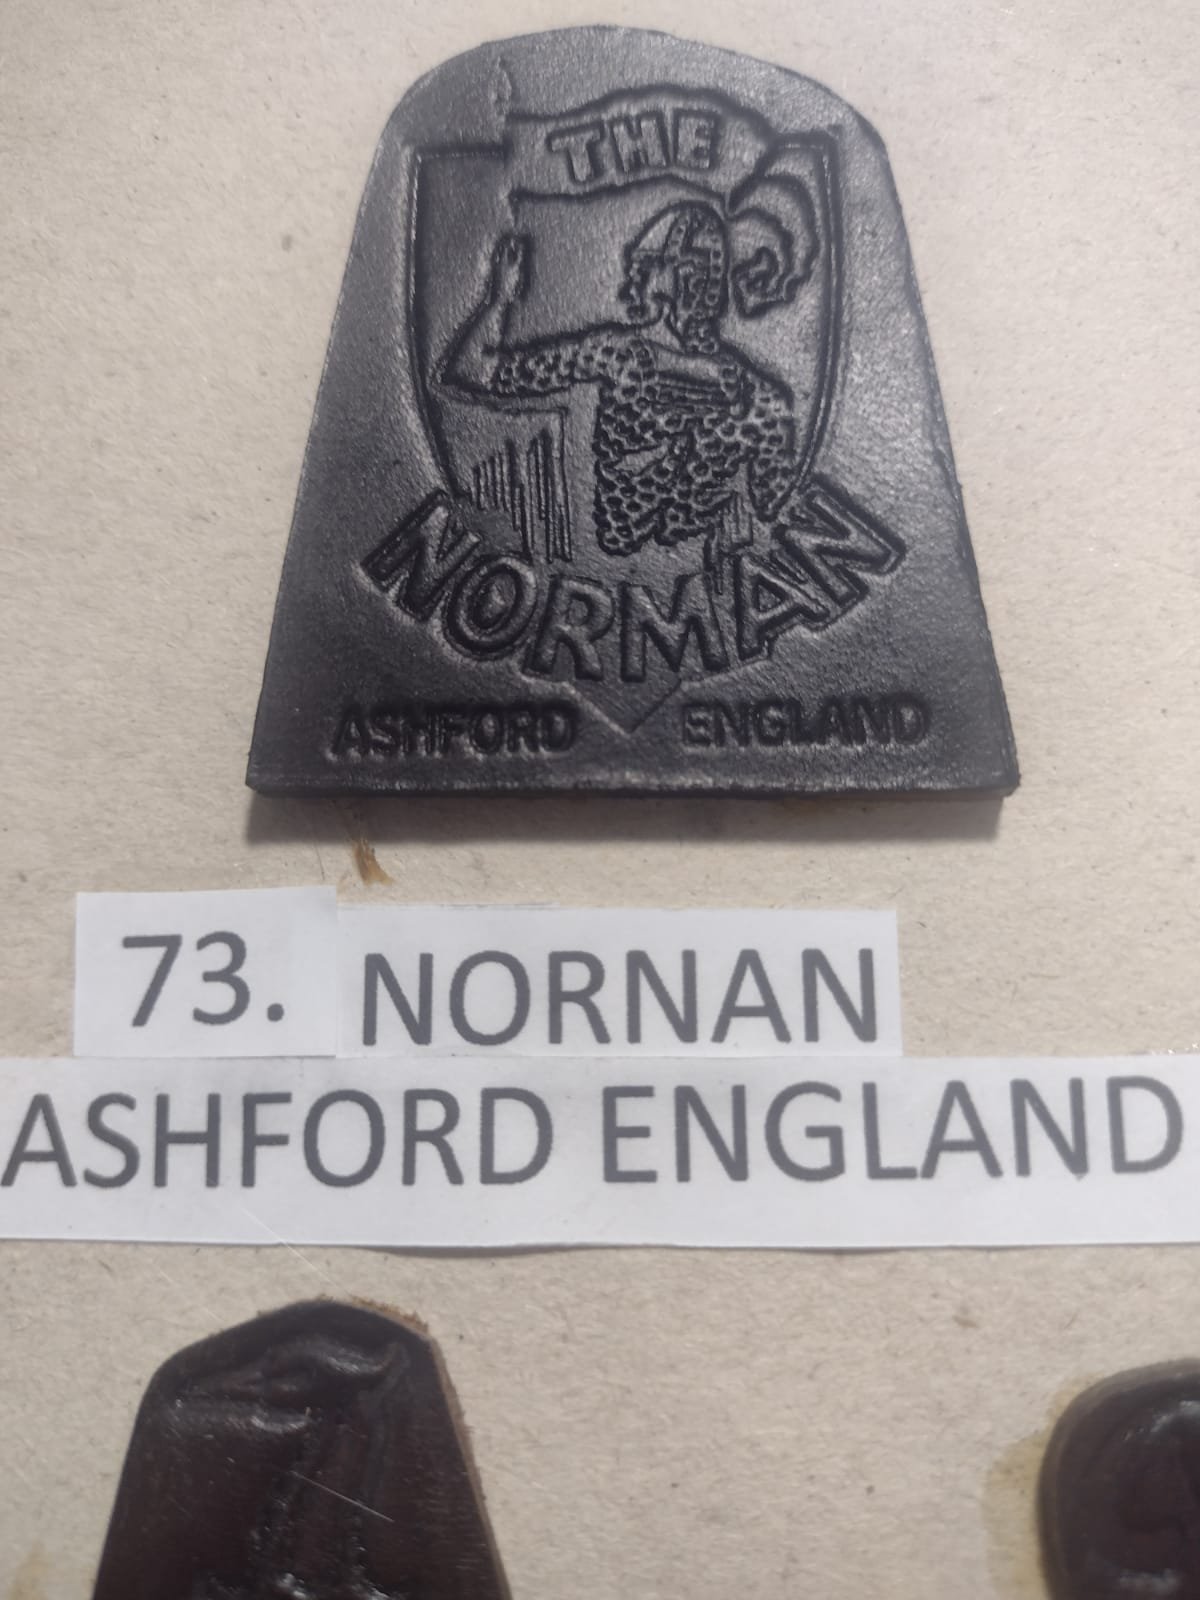 THE
NORMAN
ASHFORD ENGLAND
73. NORNAN
ASHFORD ENGLAND